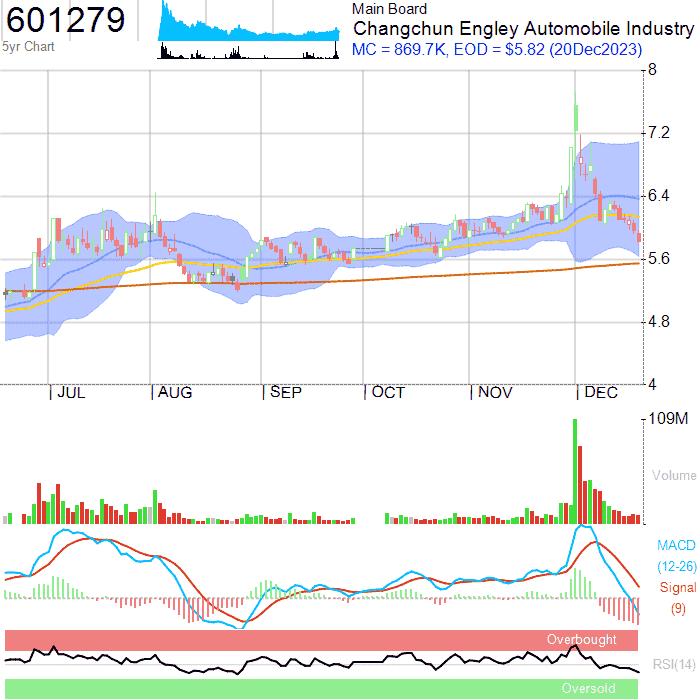 601279
5yr Chart
Main Board
Changchun Engley Automobile Industry
MC = 869.7K, EOD = $5.82 (20Dec2023)
8
7.2
6.4
5.6
4.8
4
JUL
AUG
SEP
OCT
NOV
DEC
109M
Volume
MACD
(12-26)
Signal
(9)
Overbought
RSI(14)
Oversold